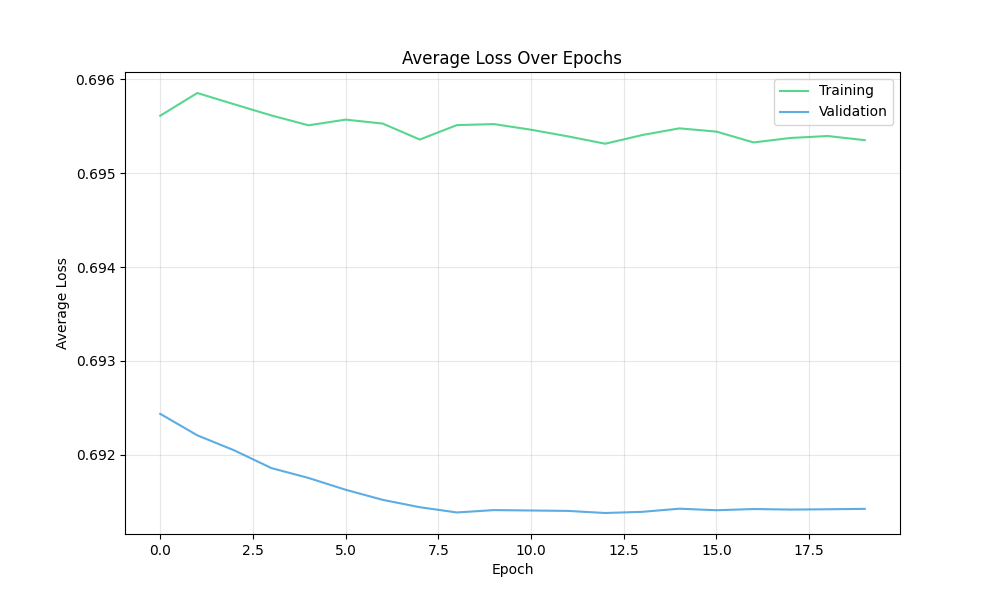 Average Loss Over Epochs
Training
Validation
Average Loss
0.696
0.695
0.694
0.693
0.692
0.0 2.5 5.0 7.5 10.0 12.5 15.0 17.5
Epoch